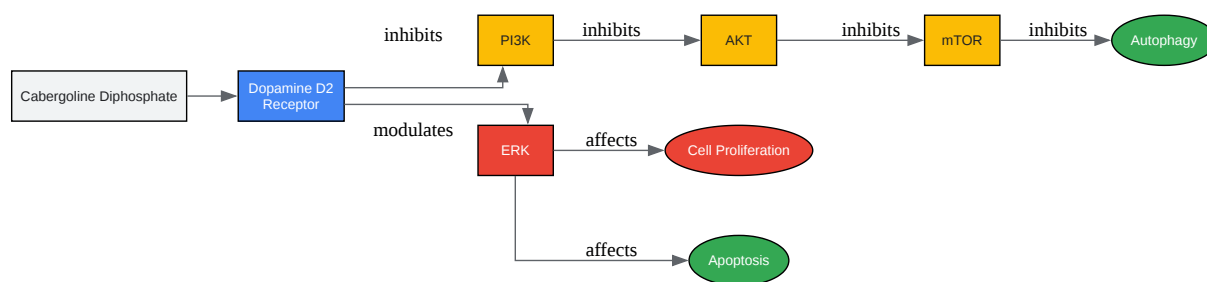 inhibits
PI3K
inhibits
AKT
inhibits
mTOR
inhibits
Autophagy
Cabergoline Diphosphate
Dopamine D2
Receptor
modulates
ERK
affects
Cell Proliferation
affects
Apoptosis